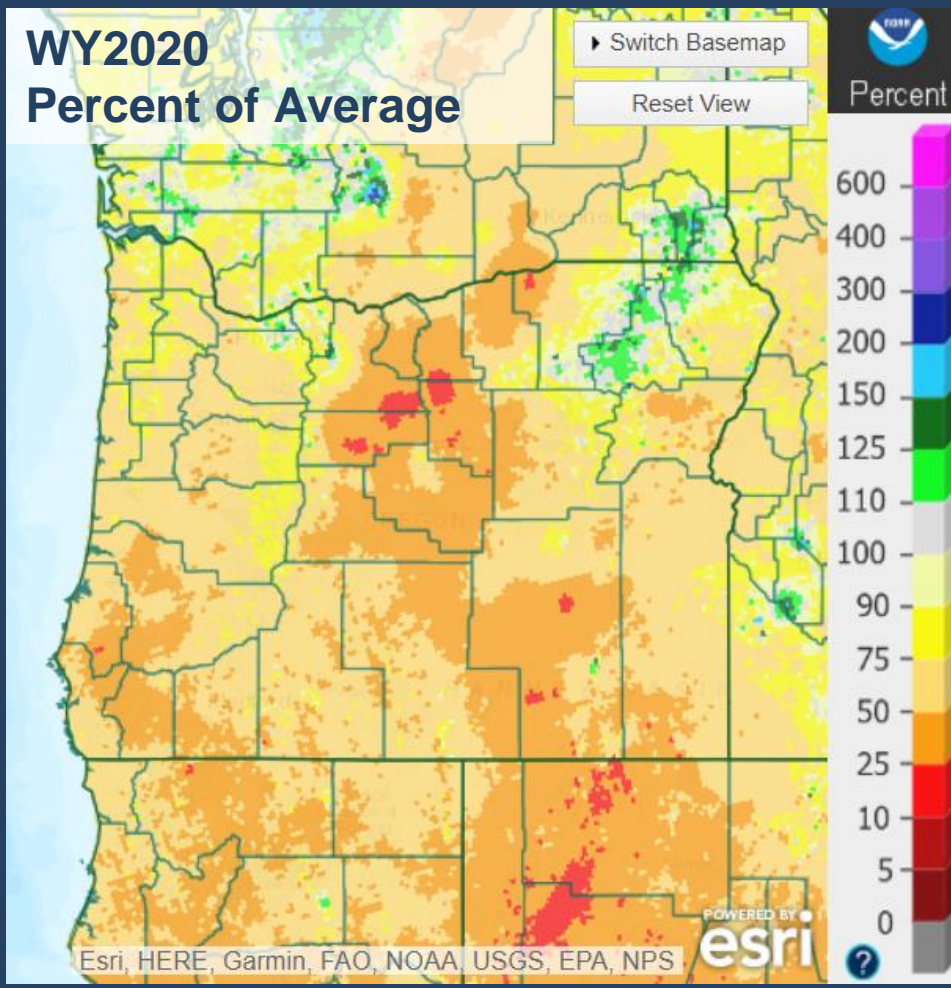 WY2020
Percent of Average
Switch Basemap
Reset View
NOAA
Percent
600
400
300
200
150
125
110
100
90
75
50
25
10
5
0
?
POWERED BY
esri
Esri, HERE, Garmin, FAO, NOAA, USGS, EPA, NPS